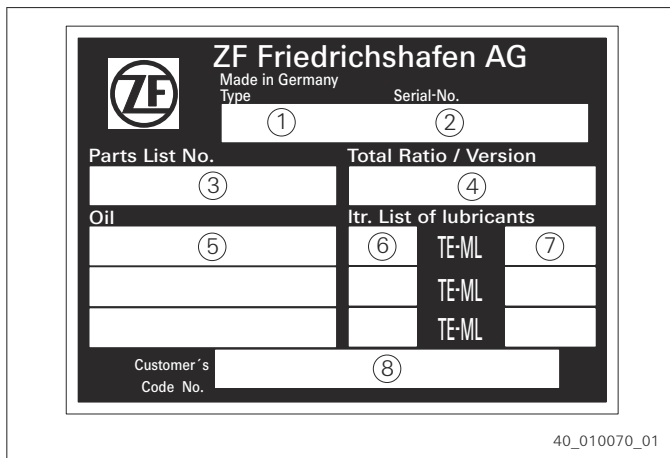 ZF
ZF Friedrichshafen AG
Made in Germany
Type Serial-No.
1 2
Parts List No. Total Ratio / Version
3 4
Oil ltr. List of lubricants
5 6 TE-ML 7
TE-ML
TE-ML
Customer´s 8
Code No.
40_010070_01